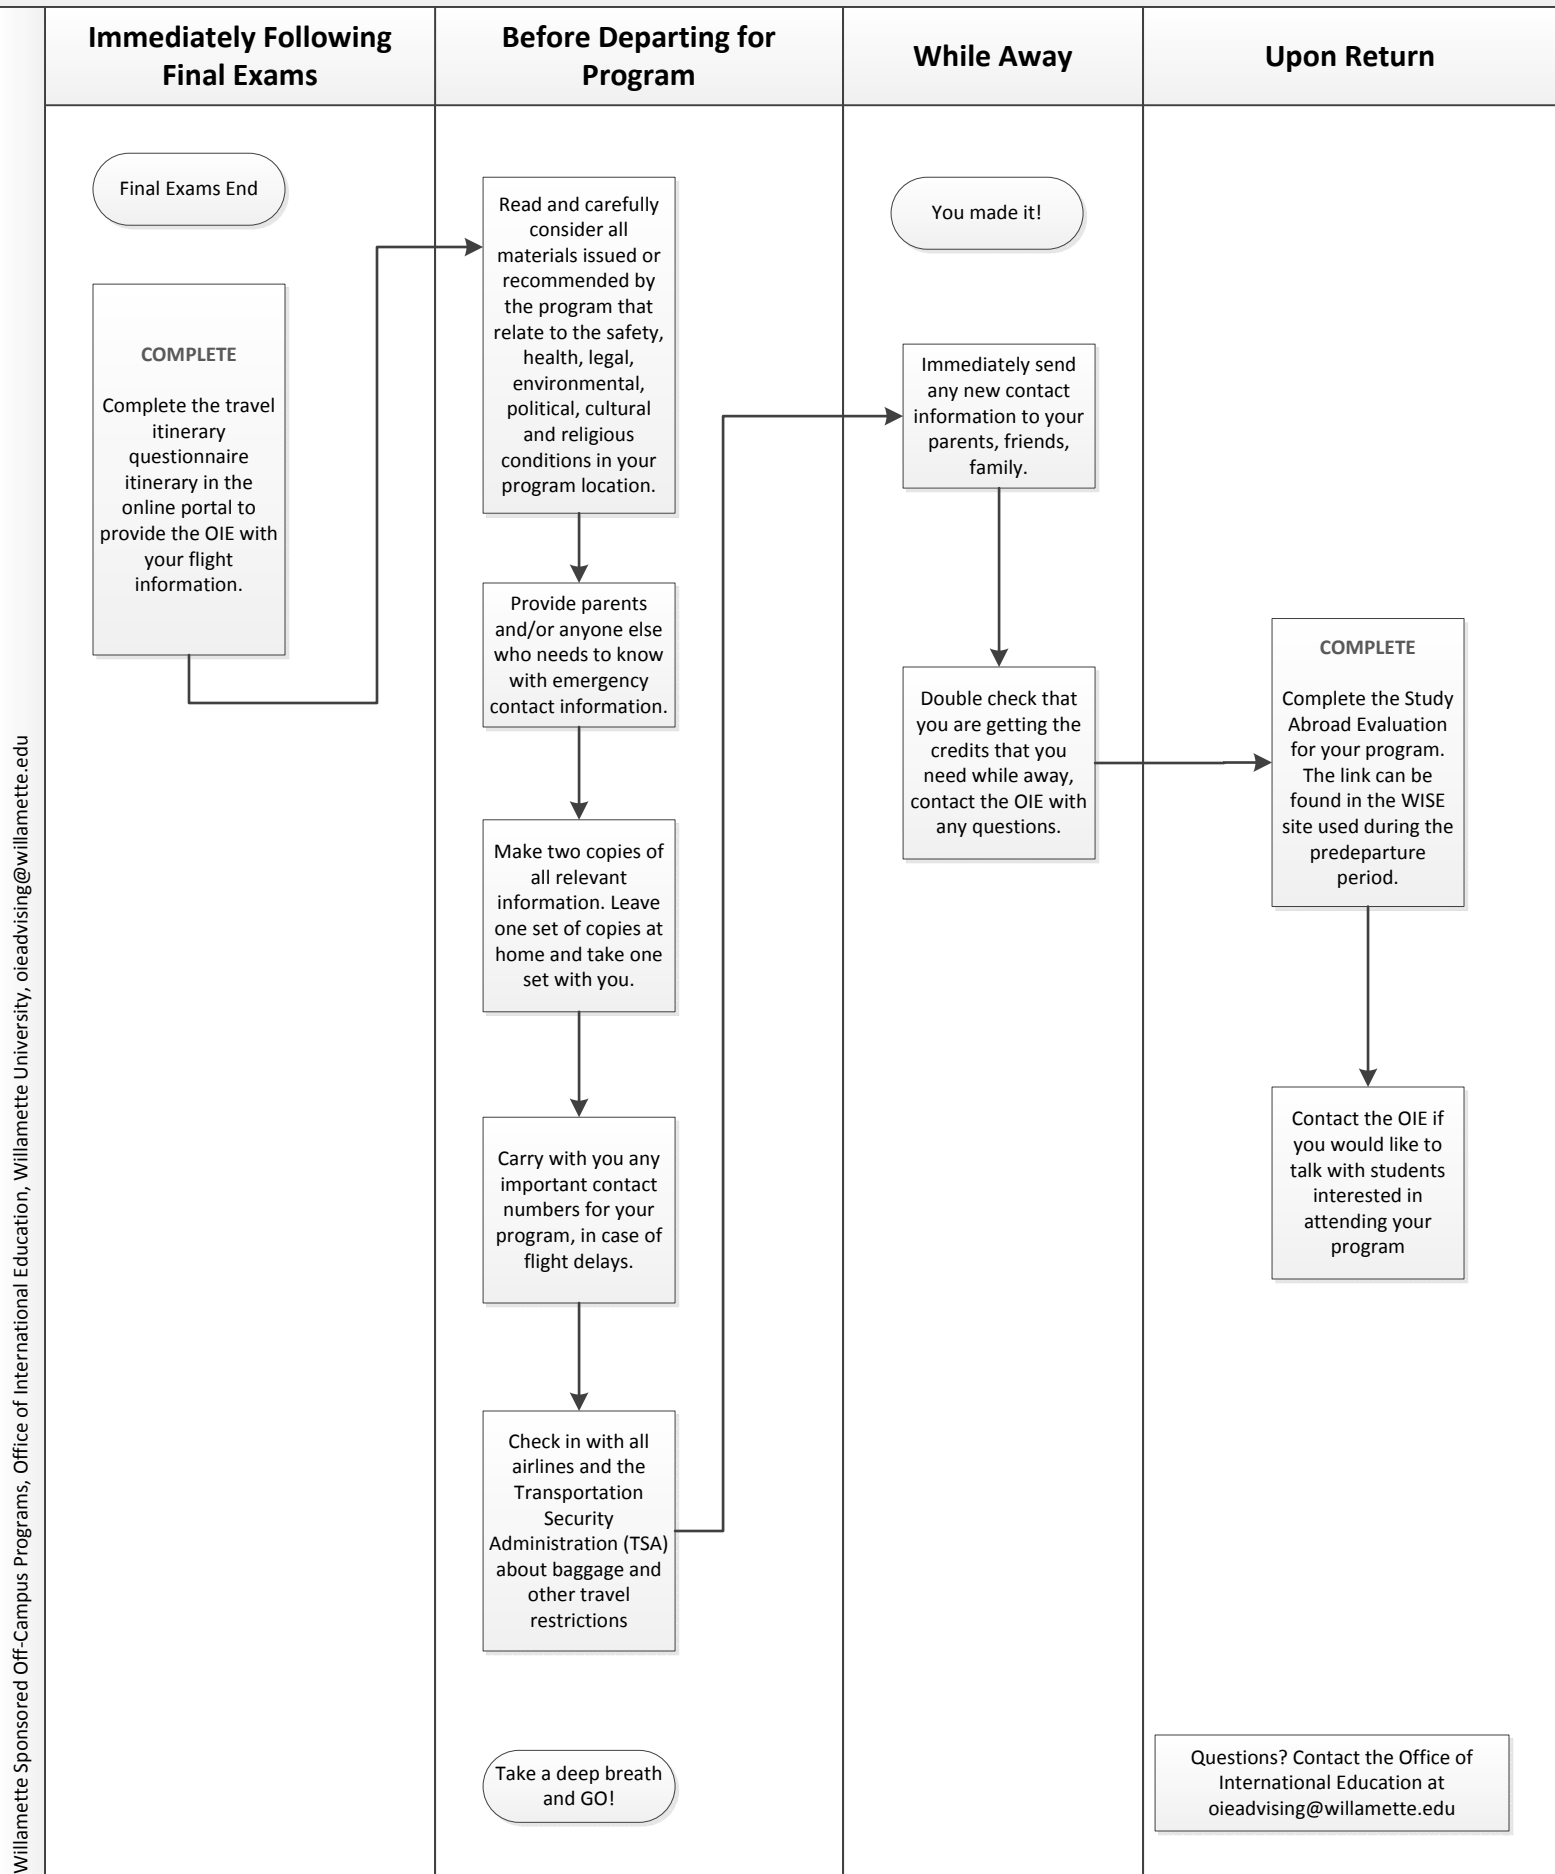 Immediately Following
Final Exams
Before Departing for
Program
While Away
Upon Return
Final Exams End
COMPLETE
Complete the travel
itinerary
questionnaire
itinerary in the
online portal to
provide the OIE with
your flight
information.
Read and carefully
consider all
materials issued or
recommended by
the program that
relate to the safety,
health, legal,
environmental,
political, cultural
and religious
conditions in your
program location.
Provide parents
and/or anyone else
who needs to know
with emergency
contact information.
Make two copies of
all relevant
information. Leave
one set of copies at
home and take one
set with you.
Carry with you any
important contact
numbers for your
program, in case of
flight delays.
Check in with all
airlines and the
Transportation
Security
Administration (TSA)
about baggage and
other travel
restrictions
Take a deep breath
and GO!
You made it!
Immediately send
any new contact
information to your
parents, friends,
family.
Double check that
you are getting the
credits that you
need while away,
contact the OIE with
any questions.
COMPLETE
Complete the Study
Abroad Evaluation
for your program.
The link can be
found in the WISE
site used during the
predeparture
period.
Contact the OIE if
you would like to
talk with students
interested in
attending your
program
Questions? Contact the Office of
International Education at
oieadvising@willamette.edu
Willamette Sponsored Off-Campus Programs, Office of International Education, Willamette University, oieadvising@willamette.edu